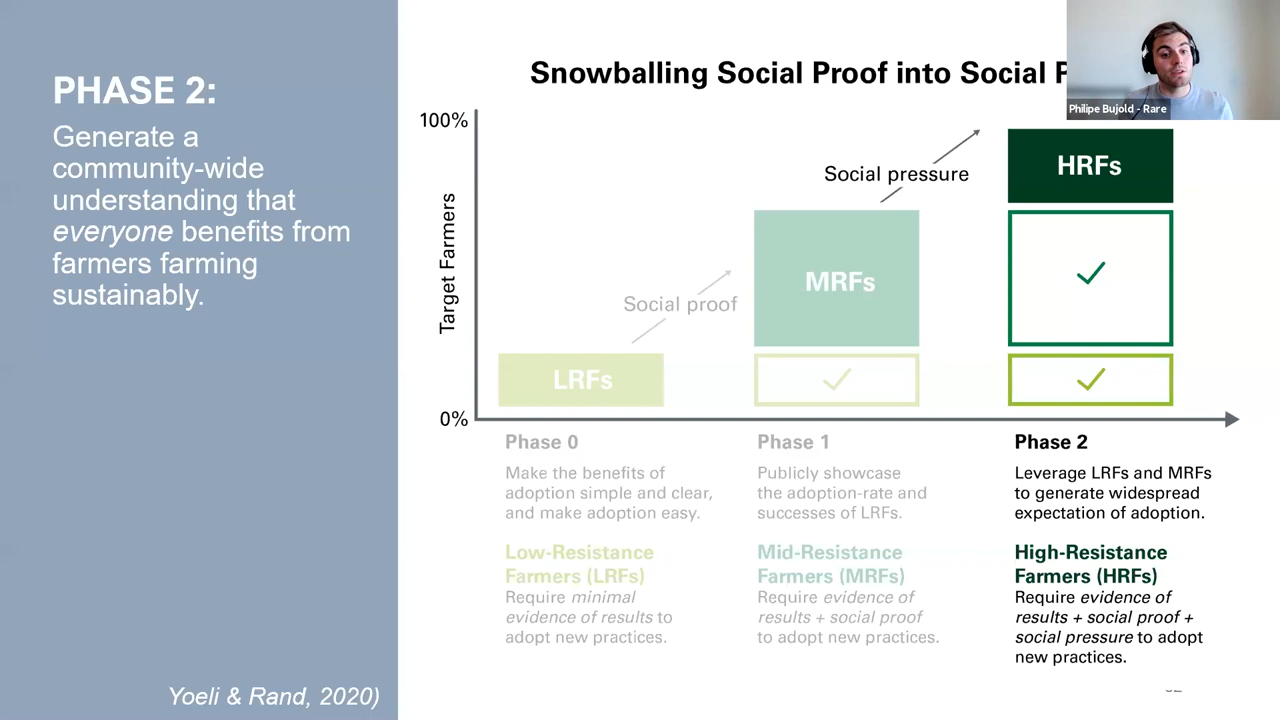 PHASE 2:
Generate a
community-wide
understanding that
everyone benefits from
farmers farming
sustainably.
Yoeli & Rand, 2020)
Snowballing Social Proof into Social
Philipe Bujold - Rare
100%
Target Farmers
0%
Social proof
Social pressure
LRFs
MRFs
HRFs
Phase 0
Make the benefits of
adoption simple and clear,
and make adoption easy.
Low-Resistance
Farmers (LRFs)
Require minimal
evidence of results to
adopt new practices.
Phase 1
Publicly showcase
the adoption-rate and
successes of LRFs.
Mid-Resistance
Farmers (MRFs)
Require evidence of
results + social proof
to adopt new practices.
Phase 2
Leverage LRFs and MRFs
to generate widespread
expectation of adoption.
High-Resistance
Farmers (HRFs)
Require evidence of
results + social proof +
social pressure to adopt
new practices.